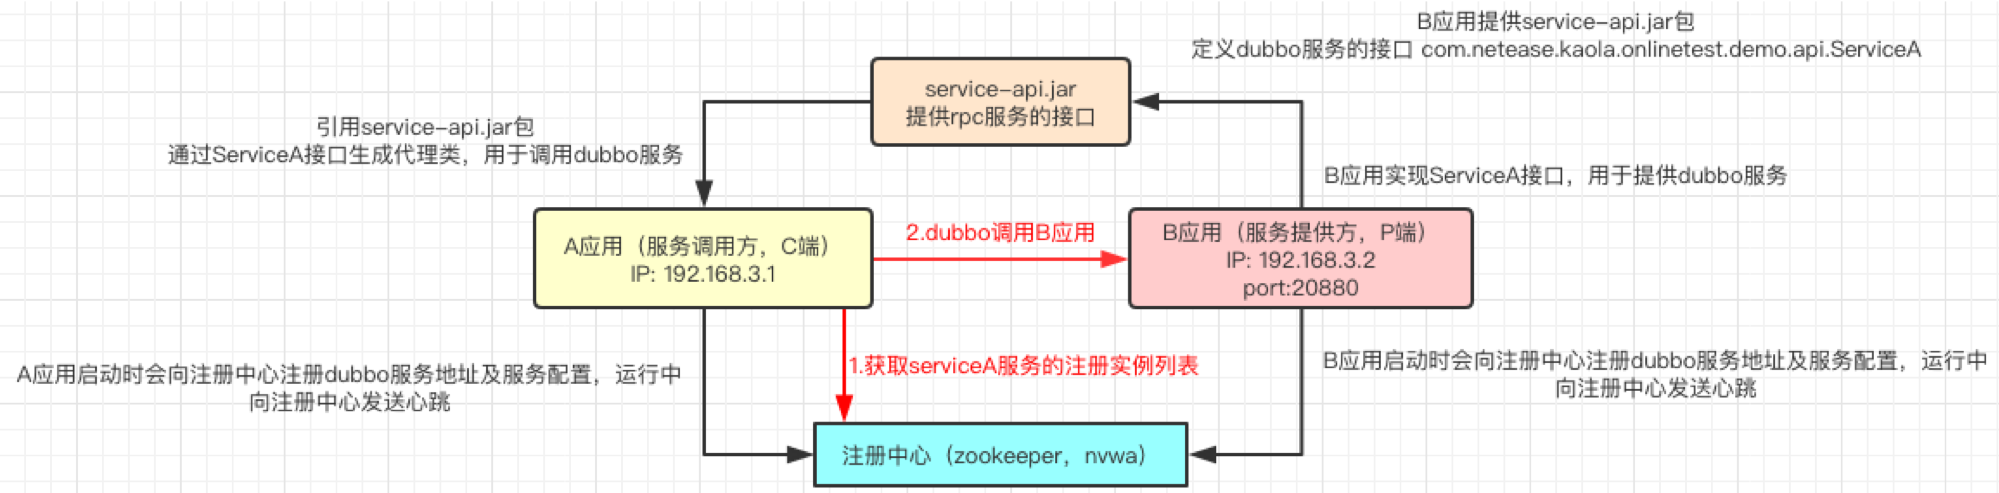 B应用提供service-api.jar包
定义dubbo服务的接口 com.netease.kaola.onlinetest.demo.api.ServiceA
service-api.jar
提供rpc服务的接口
引用service-api.jar包
通过ServiceA接口生成代理类，用于调用dubbo服务
B应用实现ServiceA接口，用于提供dubbo服务
A应用（服务调用方，C端）
IP: 192.168.3.1
2.dubbo调用B应用
B应用（服务提供方，P端）
IP: 192.168.3.2
port:20880
A应用启动时会向注册中心注册dubbo服务地址及服务配置，运行中
向注册中心发送心跳
1.获取serviceA服务的注册实例列表
B应用启动时会向注册中心注册dubbo服务地址及服务配置，运行中
向注册中心发送心跳
注册中心（zookeeper，nvwa）